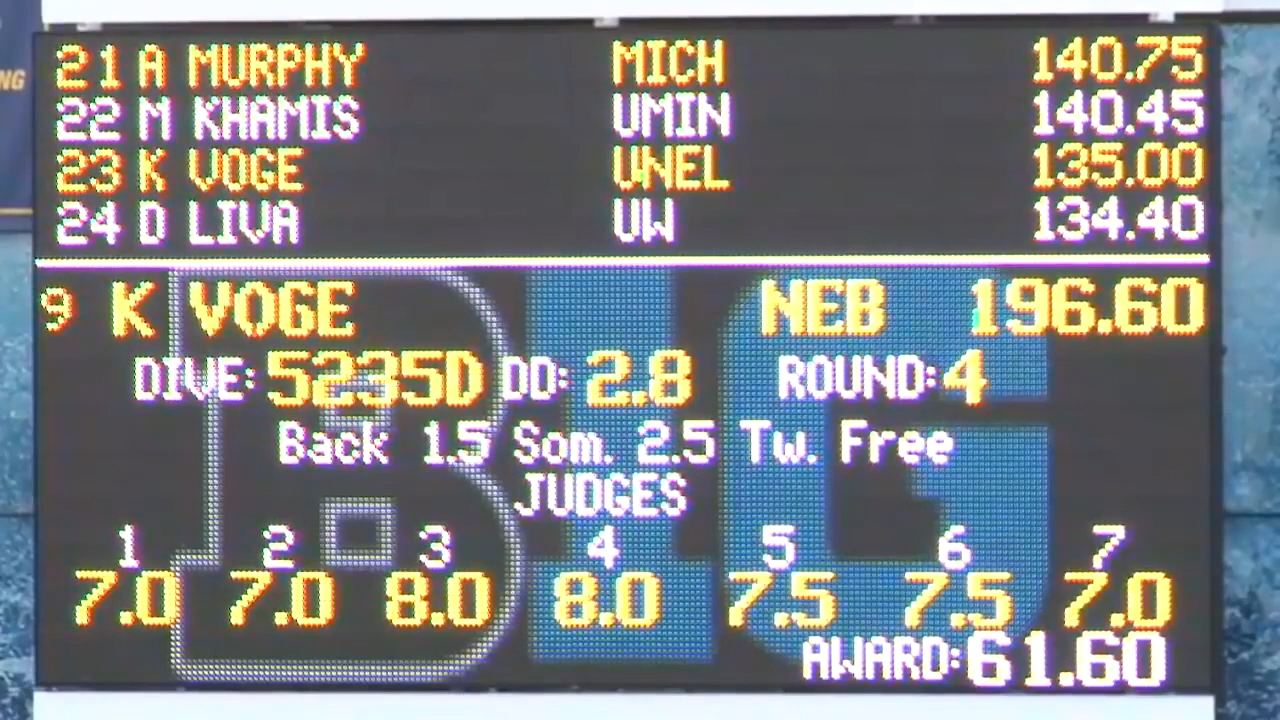 NG
21 A MURPHY MICH 140.75
22 M KHAMIS UMIN 140.45
23 K VOGE UNEL 135.00
24 D LIVA UW 134.40
9 K VOGE NEB 196.60
DIVE: 5235D DD: 2.8 ROUND: 4
Back 1.5 Som. 2.5 Tw. Free
JUDGES
1 2 3 4 5 6 7
7.0 7.0 8.0 8.0 7.5 7.5 7.0
AWARD: 61.60
B1G